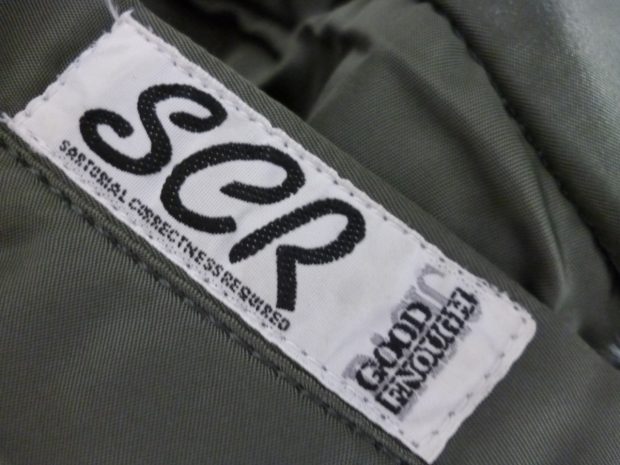 SCR
SARTORIAL CORRECTNESS REQUIRED
GOOD
ENOUGH